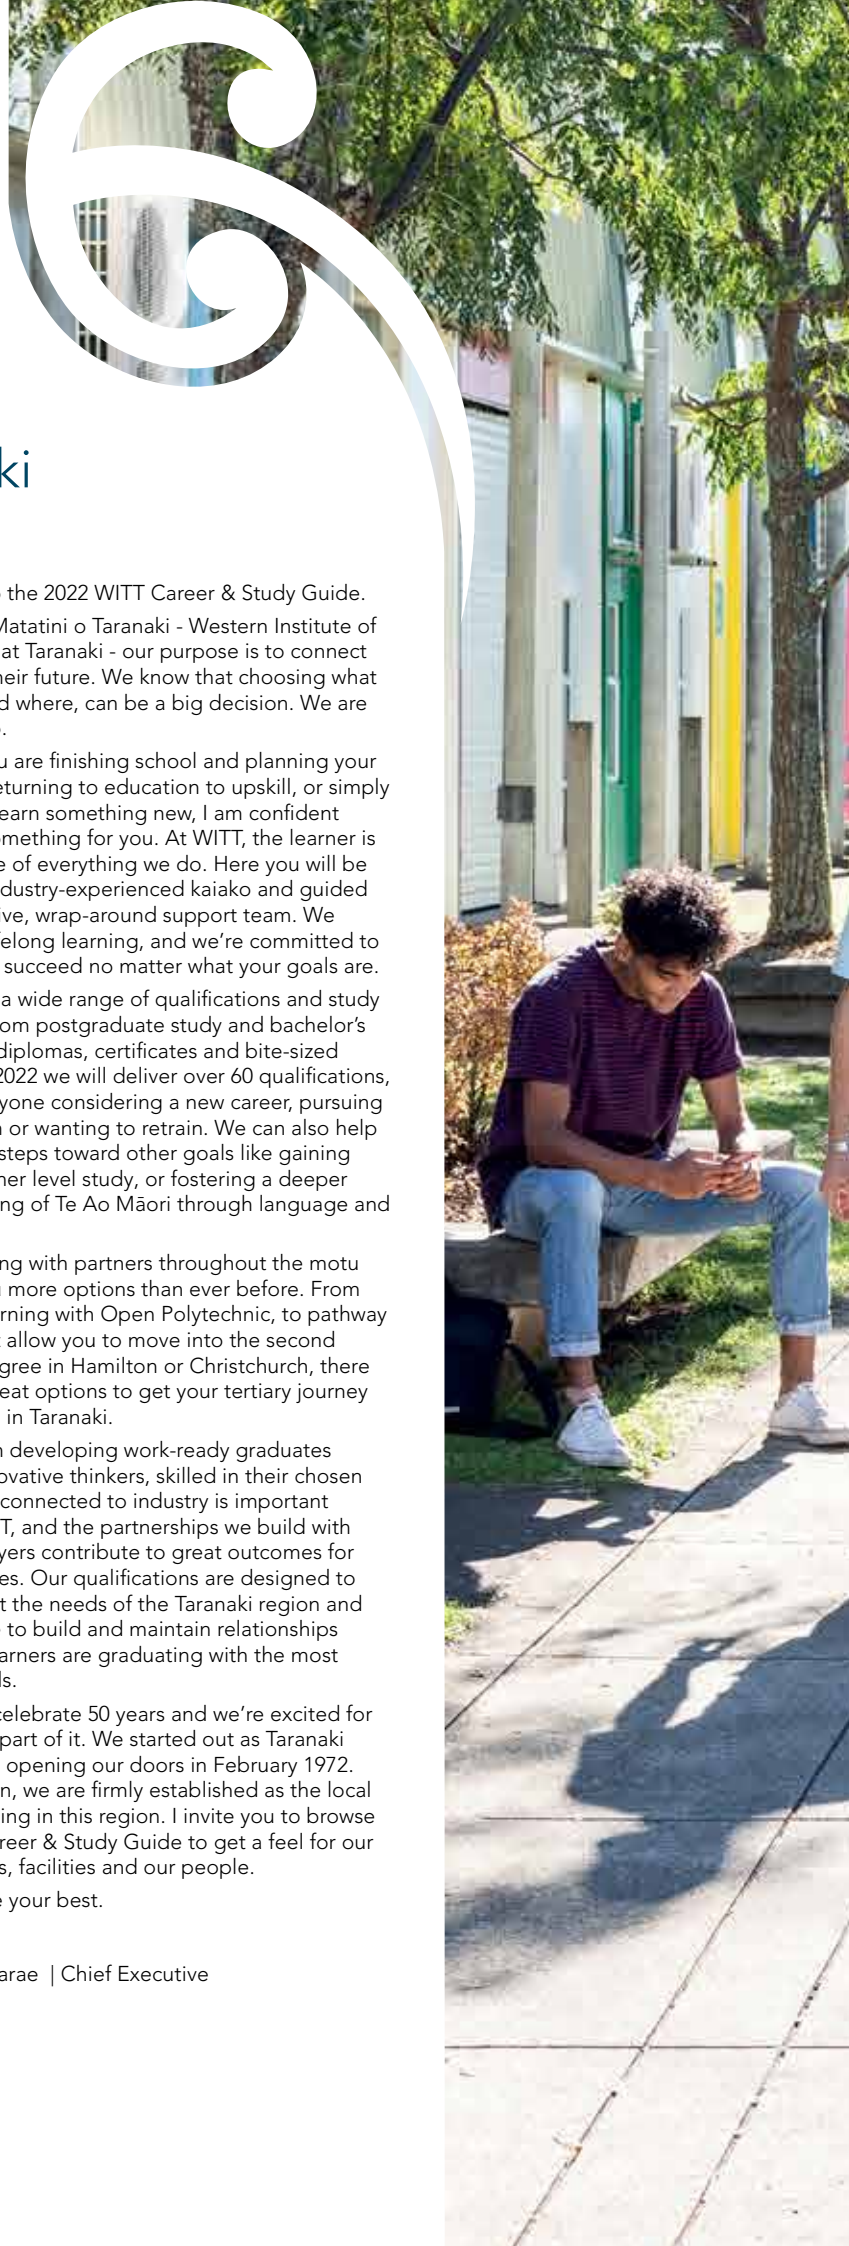 ki
the 2022 WITT Career & Study Guide.
Matatini o Taranaki - Western Institute of
at Taranaki - our purpose is to connect
heir future. We know that choosing what
d where, can be a big decision. We are
.
u are finishing school and planning your
eturning to education to upskill, or simply
earn something new, I am confident
mething for you. At WITT, the learner is
e of everything we do. Here you will be
dustry-experienced kaiako and guided
ive, wrap-around support team. We
felong learning, and we’re committed to
succeed no matter what your goals are.
a wide range of qualifications and study
om postgraduate study and bachelor’s
diplomas, certificates and bite-sized
2022 we will deliver over 60 qualifications,
yone considering a new career, pursuing
n or wanting to retrain. We can also help
steps toward other goals like gaining
her level study, or fostering a deeper
ng of Te Ao Māori through language and
ng with partners throughout the motu
more options than ever before. From
rning with Open Polytechnic, to pathway
t allow you to move into the second
gree in Hamilton or Christchurch, there
eat options to get your tertiary journey
in Taranaki.
n developing work-ready graduates
ovative thinkers, skilled in their chosen
connected to industry is important
T, and the partnerships we build with
yers contribute to great outcomes for
es. Our qualifications are designed to
t the needs of the Taranaki region and
to build and maintain relationships
arners are graduating with the most
ls.
celebrate 50 years and we’re excited for
part of it. We started out as Taranaki
opening our doors in February 1972.
n, we are firmly established as the local
ing in this region. I invite you to browse
reer & Study Guide to get a feel for our
s, facilities and our people.
e your best.
arae | Chief Executive